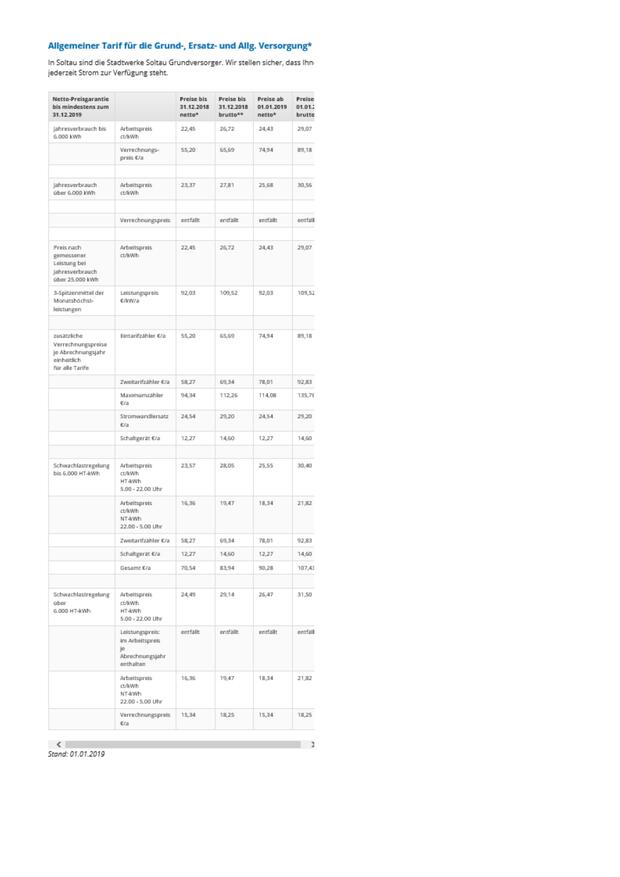 Allgemeiner Tarif für die Grund-, Ersatz- und Allg. Versorgung*
In Soltau sind die Stadtwerke Soltau Grundversorger. Wir stellen sicher, dass Ihn
jederzeit Strom zur Verfügung steht.
Netto-Preisgarantie bis mindestens zum 31.12.2019 Preise bis 31.12.2018 netto* Preise bis 31.12.2018 brutto** Preise ab 01.01.2019 netto* Preise 01.01.2 brutto
Jahresverbrauch bis 6.000 kWh Arbeitspreis ct/kWh 22,45 26,72 24,43 29,07
Verrechnungs-preis €/a 55,20 65,69 74,94 89,18
Jahresverbrauch über 6.000 kWh Arbeitspreis ct/kWh 23,37 27,81 25,68 30,56
Verrechnungspreis entfällt entfällt entfällt entfäll
Preis nach gemessener Leistung bei Jahresverbrauch über 25.000 kWh Arbeitspreis ct/kWh 22,45 26,72 24,43 29,07
3-Spitzenmittel der Monatshöchst-leistungen Leistungspreis €/kW/a 92,03 109,52 92,03 109,52
zusätzliche Verrechnungspreise je Abrechnungsjahr einheitlich für alle Tarife Eintarifzähler €/a 55,20 65,69 74,94 89,18
Zweitarifzähler €/a 58,27 69,34 78,01 92,83
Maximumzähler €/a 94,34 112,26 114,08 135,76
Stromwandlersatz €/a 24,54 29,20 24,54 29,20
Schaltgerät €/a 12,27 14,60 12,27 14,60
Schwachlastregelung bis 6.000 HT-kWh Arbeitspreis ct/kWh HT-kWh 5.00 - 22.00 Uhr 23,57 28,05 25,55 30,40
Arbeitspreis ct/kWh NT-kWh 22.00 - 5.00 Uhr 16,36 19,47 18,34 21,82
Zweitarifzähler €/a 58,27 69,34 78,01 92,83
Schaltgerät €/a 12,27 14,60 12,27 14,60
Gesamt €/a 70,54 83,94 90,28 107,43
Schwachlastregelung über 6.000 HT-kWh Arbeitspreis ct/kWh HT-kWh 5.00 - 22.00 Uhr 24,49 29,14 26,47 31,50
Leistungspreis: im Arbeitspreis je Abrechnungsjahr enthalten entfällt entfällt entfällt entfäll
Arbeitspreis ct/kWh NT-kWh 22.00 - 5.00 Uhr 16,36 19,47 18,34 21,82
Verrechnungspreis €/a 15,34 18,25 15,34 18,25
Stand: 01.01.2019